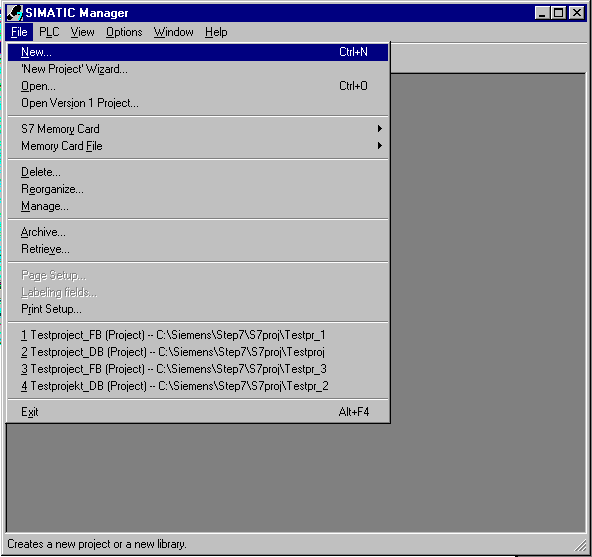 SIMATIC Manager
File PLC View Options Window Help
New... Ctrl+N
'New Project' Wizard...
Open... Ctrl+O
Open Version 1 Project...
S7 Memory Card
Memory Card File
Delete...
Reorganize...
Manage...
Archive...
Retrieve...
Page Setup...
Labeling fields...
Print Setup...
1 Testproject_FB (Project) -- C:\Siemens\Step7\S7proj\Testpr_1
2 Testproject_DB (Project) -- C:\Siemens\Step7\S7proj\Testproj
3 Testproject_FB (Project) -- C:\Siemens\Step7\S7proj\Testpr_3
4 Testprojekt_DB (Project) -- C:\Siemens\Step7\S7proj\Testpr_2
Exit Alt+F4
Creates a new project or a new library.